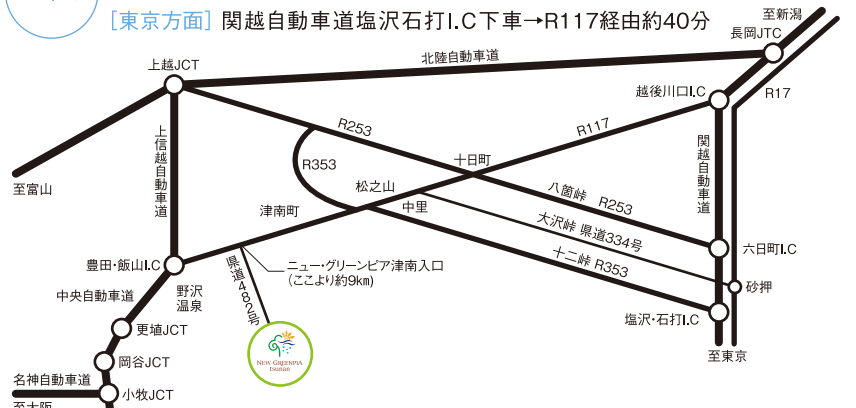 [東京方面] 関越自動車道塩沢石打I.C下車→R117経由約40分
至新潟
長岡JTC
北陸自動車道
上越JCT
越後川口I.C
R17
R253
R117
上信越自動車道
R353
十日町
関越自動車道
至富山
松之山
八箇峠 R253
津南町
中里
大沢峠 県道334号
六日町I.C
豊田・飯山I.C
ニュー・グリーンピア津南入口
(ここより約9km)
十二峠 R353
砂押
県道482号
中央自動車道
野沢
温泉
塩沢・石打I.C
更埴JCT
NEW GREENPIA
tsunan
至東京
岡谷JCT
名神自動車道
小牧JCT
至大阪